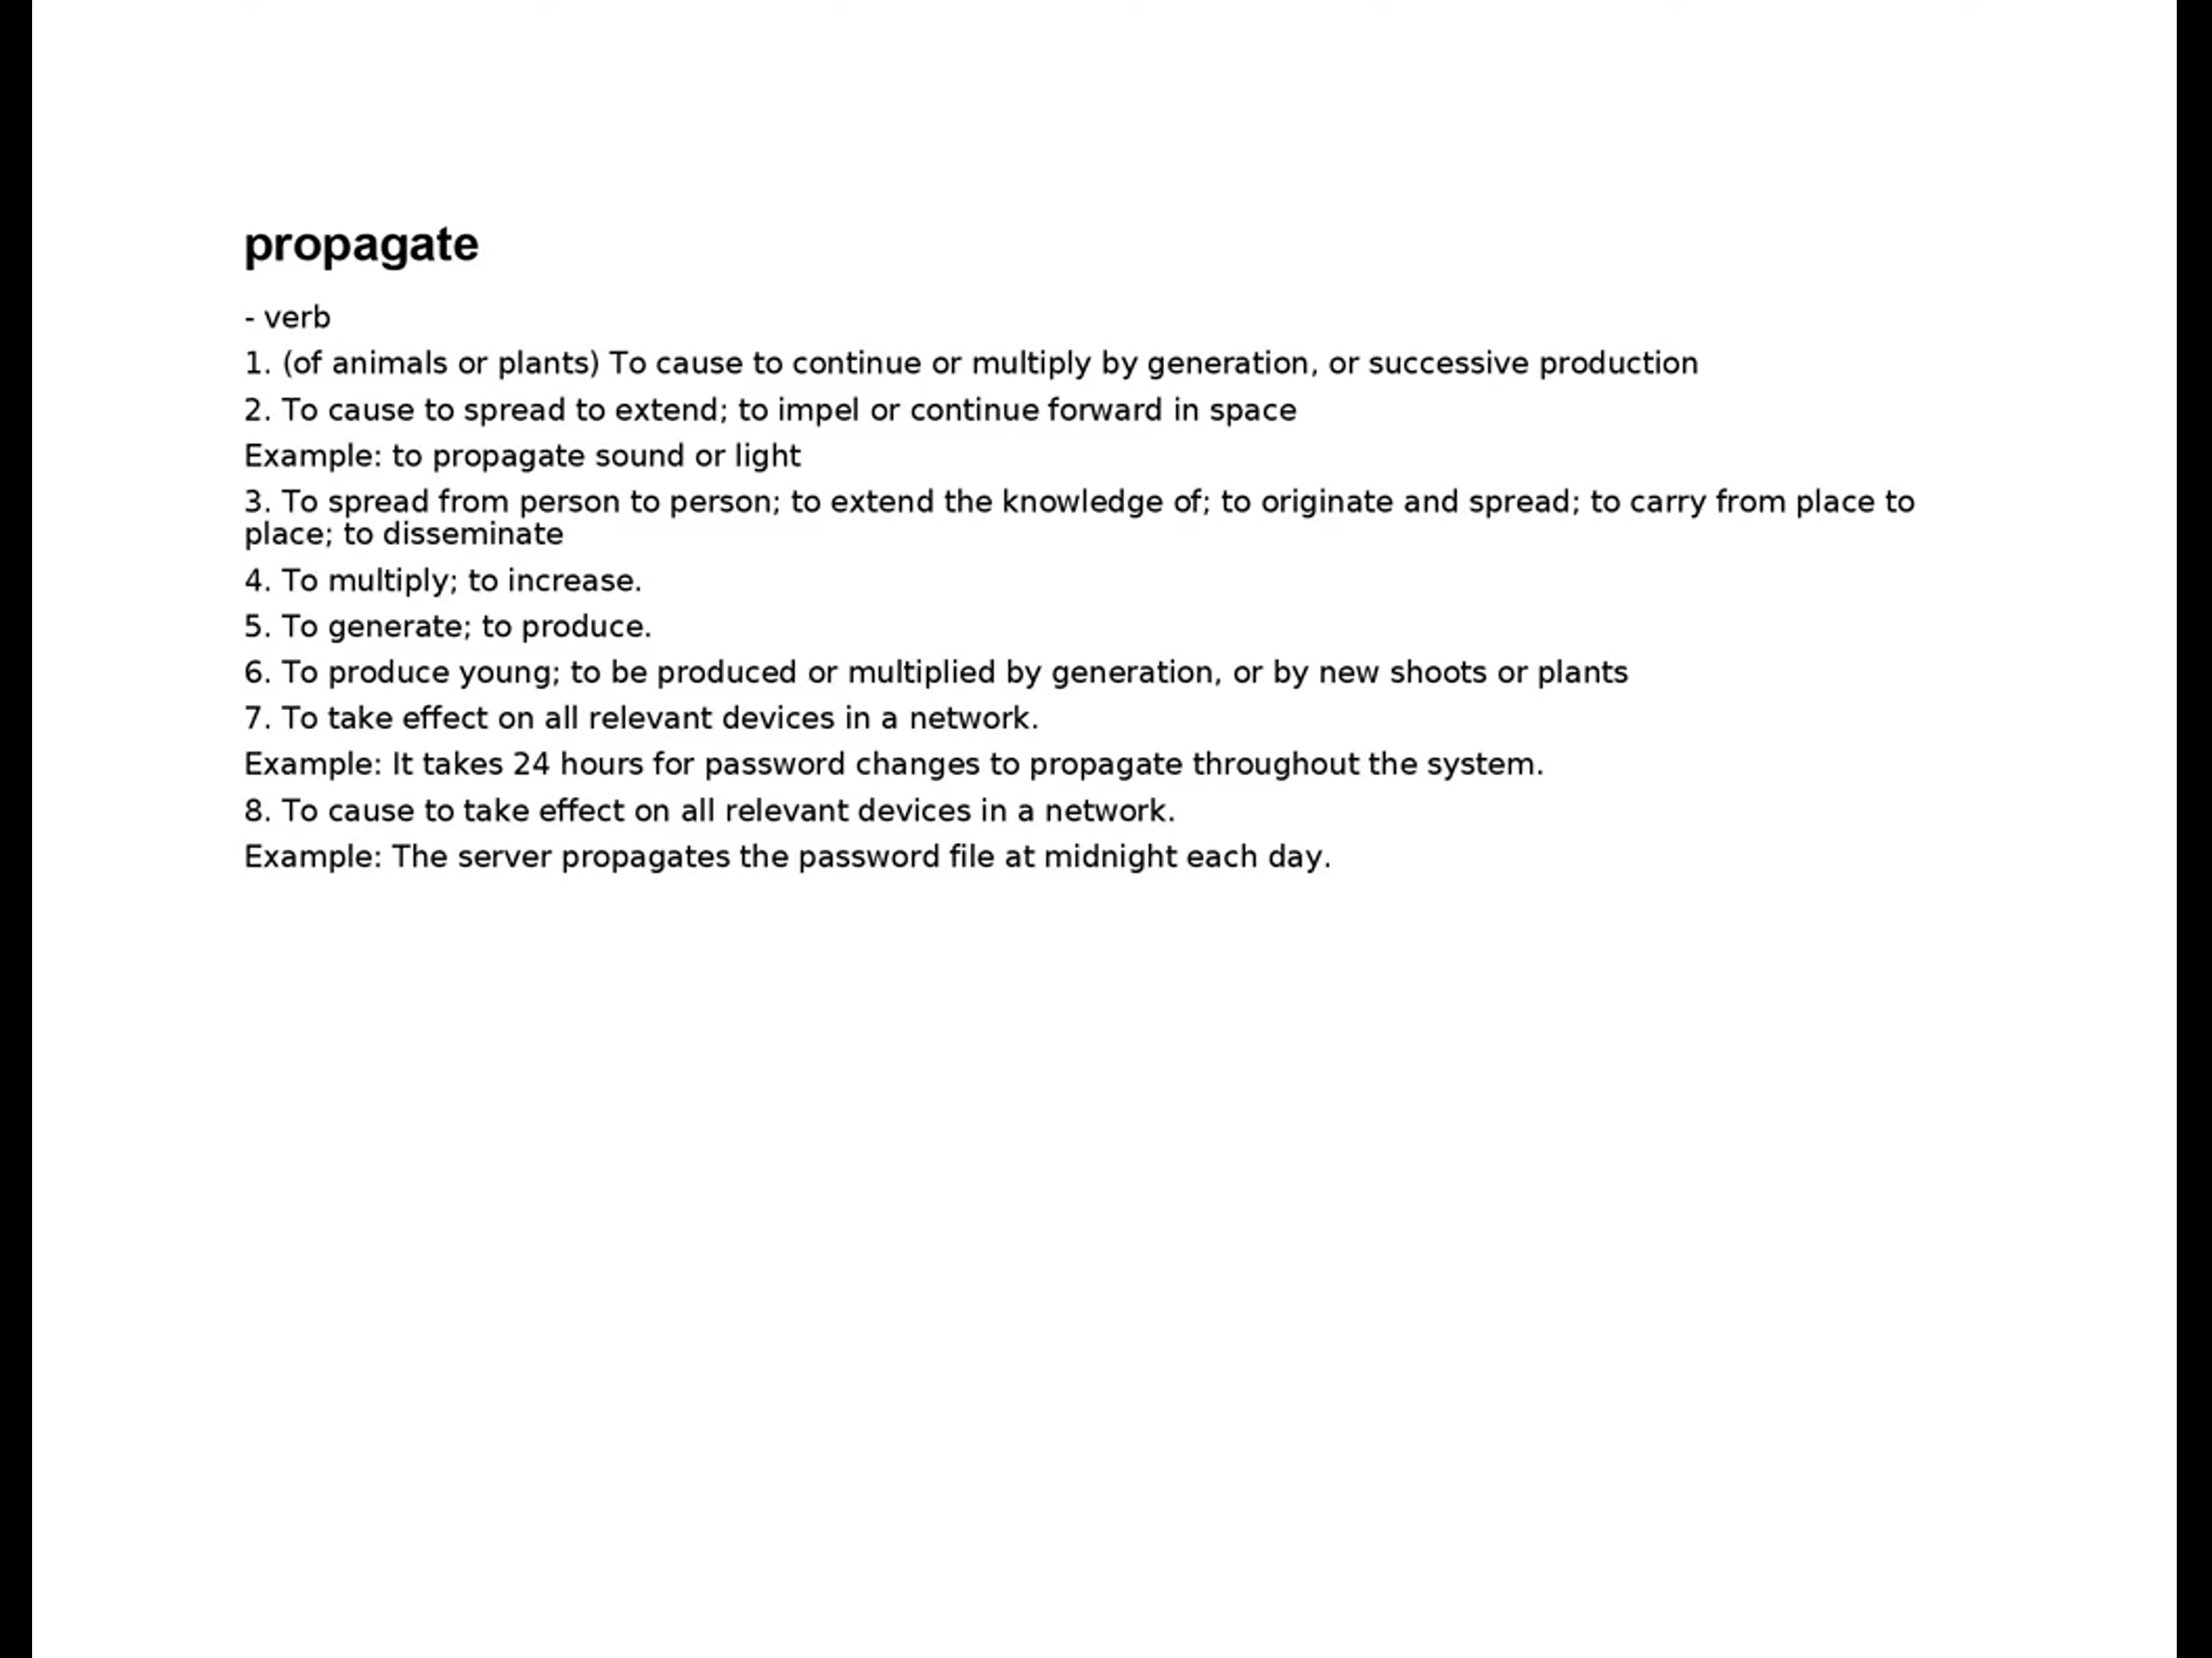 propagate
- verb
1. (of animals or plants) To cause to continue or multiply by generation, or successive production
2. To cause to spread to extend; to impel or continue forward in space
Example: to propagate sound or light
3. To spread from person to person; to extend the knowledge of; to originate and spread; to carry from place to
place; to disseminate
4. To multiply; to increase.
5. To generate; to produce.
6. To produce young; to be produced or multiplied by generation, or by new shoots or plants
7. To take effect on all relevant devices in a network.
Example: It takes 24 hours for password changes to propagate throughout the system.
8. To cause to take effect on all relevant devices in a network.
Example: The server propagates the password file at midnight each day.